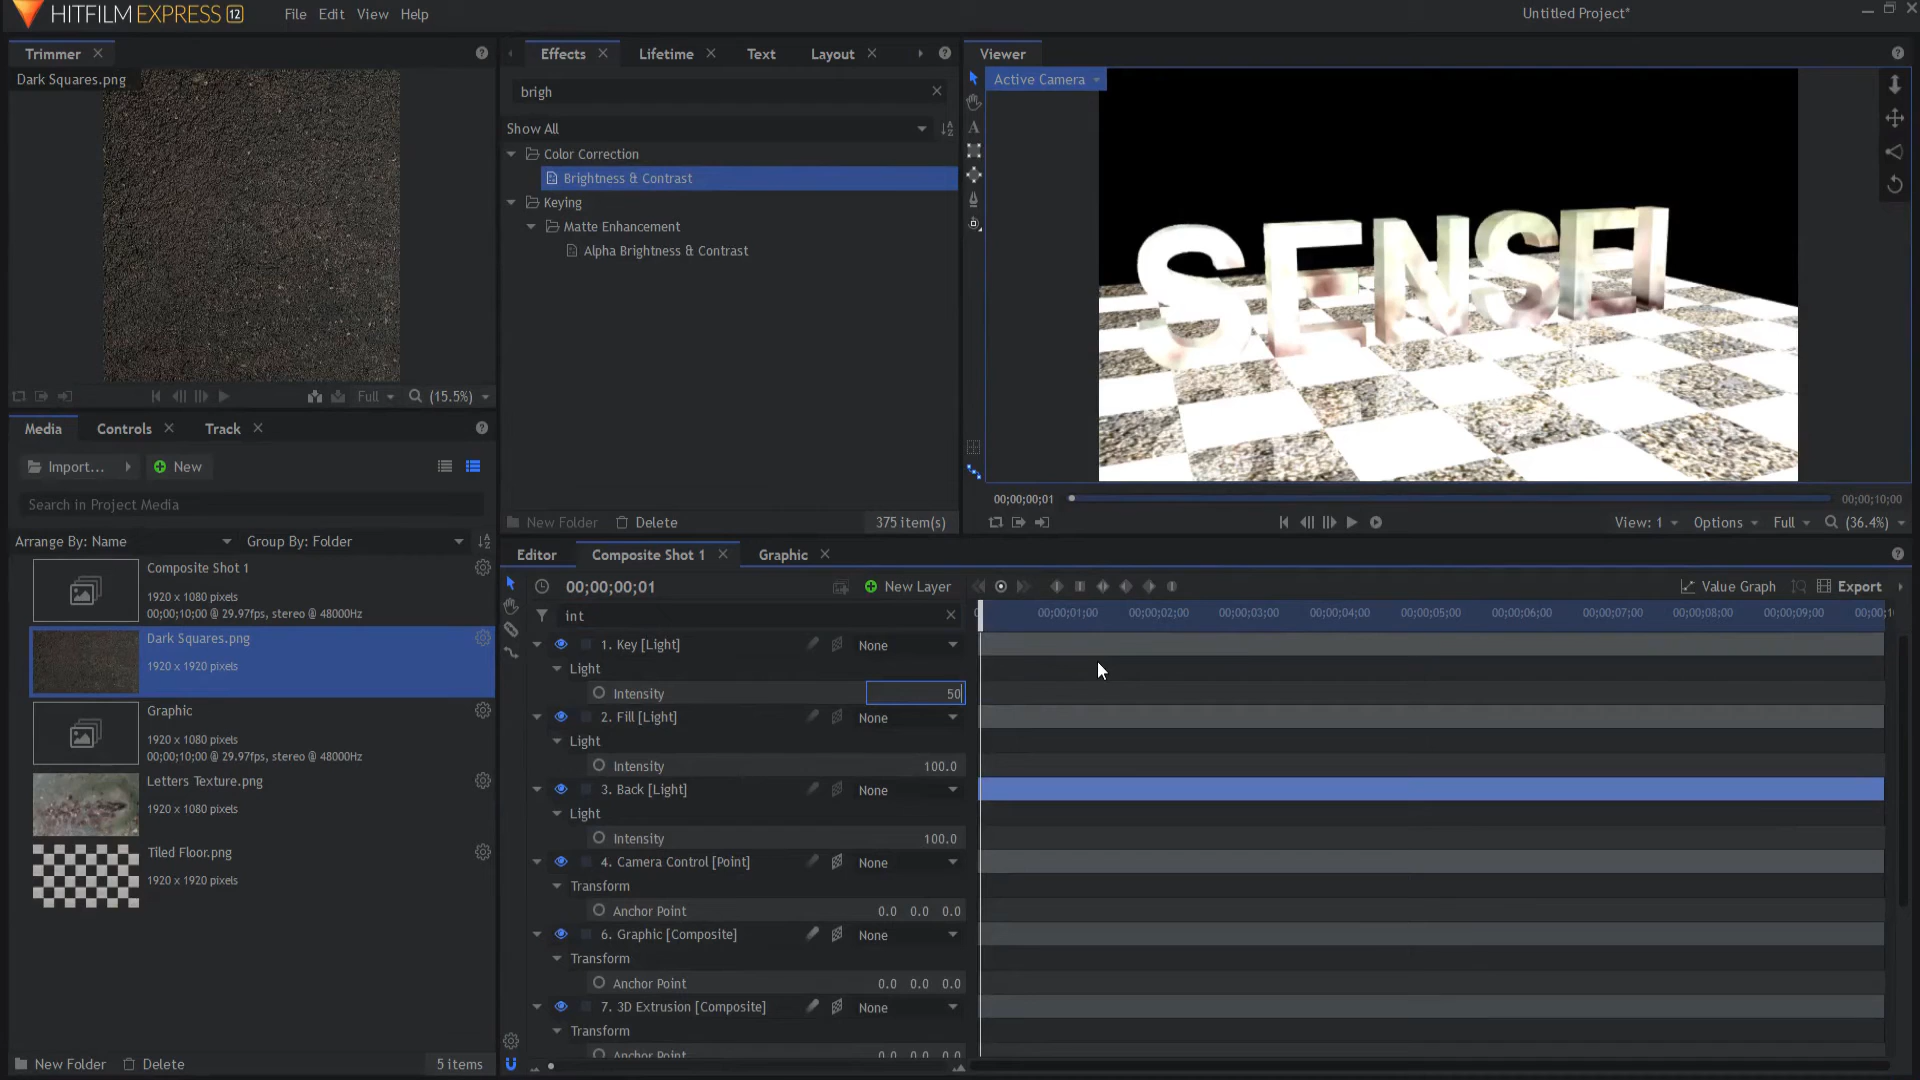 HITFILM EXPRESS 12
File Edit View Help
Untitled Project*
Trimmer
Dark Squares.png
Full (15.5%)
Media Controls Track
Import... New
Search in Project Media
Arrange By: Name Group By: Folder
Composite Shot 1
1920 x 1080 pixels
00;00;10;00 @ 29.97fps, stereo @ 48000Hz
Dark Squares.png
1920 x 1920 pixels
Graphic
1920 x 1080 pixels
00;00;10;00 @ 29.97fps, stereo @ 48000Hz
Letters Texture.png
1920 x 1080 pixels
Tiled Floor.png
1920 x 1920 pixels
New Folder Delete 5 items
Effects Lifetime Text Layout
brigh
Show All
Color Correction
Brightness & Contrast
Keying
Matte Enhancement
Alpha Brightness & Contrast
New Folder Delete 375 item(s)
Viewer
Active Camera
SENSEI
00;00;00;01 00;00;10;00
View: 1 Options Full (36.4%)
Editor Composite Shot 1 Graphic
00;00;00;01 New Layer Value Graph Export
int
00;00;01;00 00;00;02;00 00;00;03;00 00;00;04;00 00;00;05;00 00;00;06;00 00;00;07;00 00;00;08;00 00;00;09;00 00;00;1
1. Key [Light] None
Light
Intensity 50
2. Fill [Light] None
Light
Intensity 100.0
3. Back [Light] None
Light
Intensity 100.0
4. Camera Control [Point] None
Transform
Anchor Point 0.0 0.0 0.0
6. Graphic [Composite] None
Transform
Anchor Point 0.0 0.0 0.0
7. 3D Extrusion [Composite] None
Transform
Anchor Point 0.0 0.0 0.0